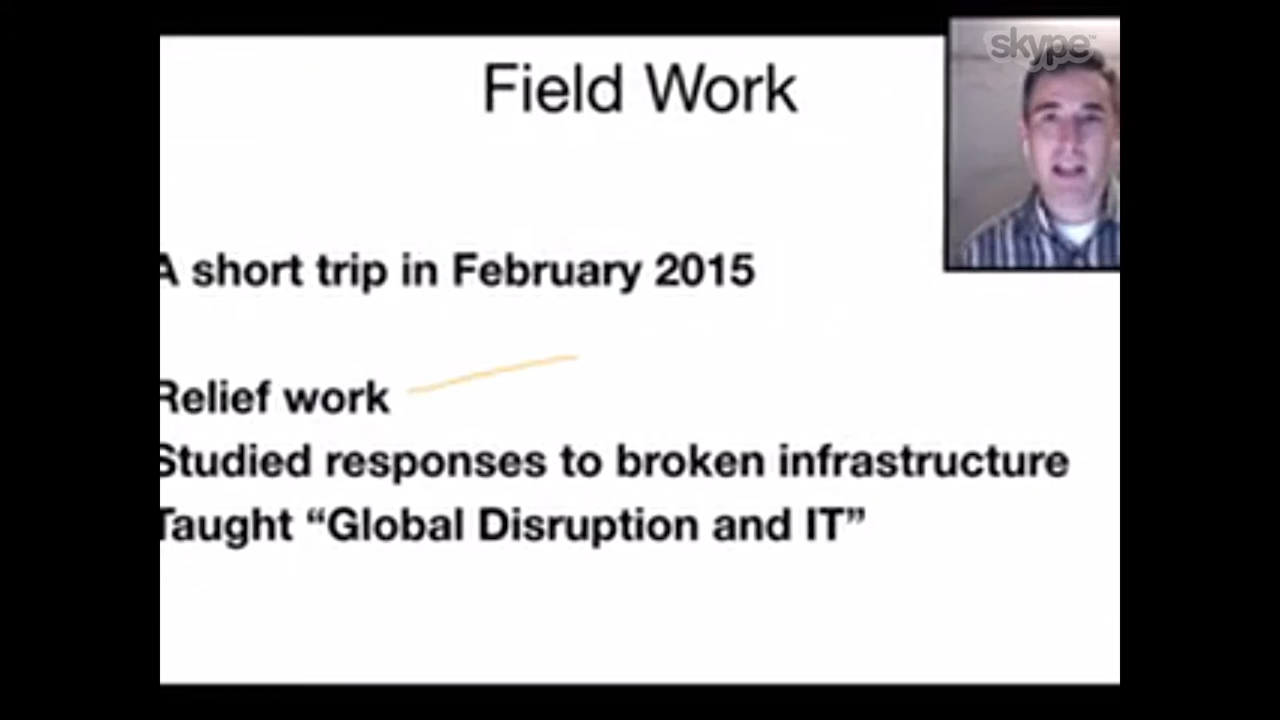 skype™
Field Work
A short trip in February 2015
Relief work
Studied responses to broken infrastructure
Taught “Global Disruption and IT”